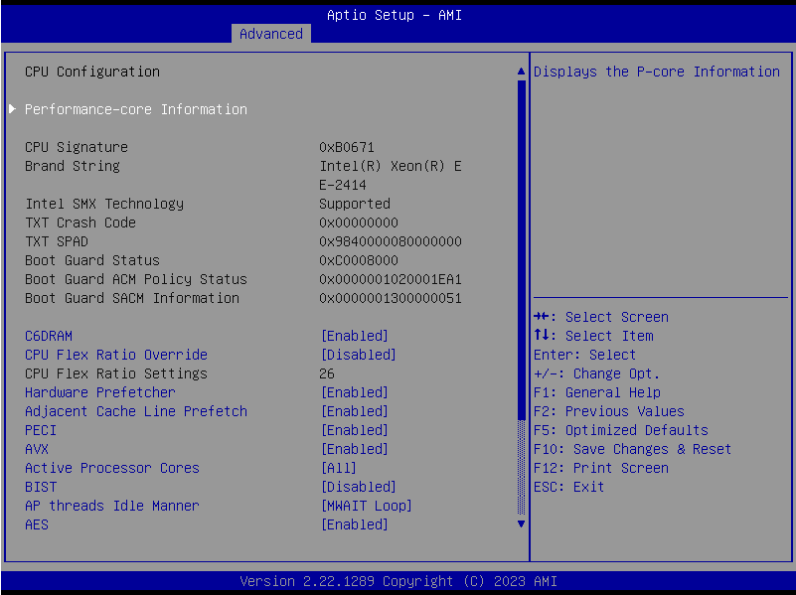 Aptio Setup - AMI
Advanced
CPU Configuration
Performance-core Information
CPU Signature 0xB0671
Brand String Intel(R) Xeon(R) E
E-2414
Intel SMX Technology Supported
TXT Crash Code 0x00000000
TXT SPAD 0x9840000080000000
Boot Guard Status 0xC0008000
Boot Guard ACM Policy Status 0x0000001020001EA1
Boot Guard SACM Information 0x0000001300000051
C6DRAM [Enabled]
CPU Flex Ratio Override [Disabled]
CPU Flex Ratio Settings 26
Hardware Prefetcher [Enabled]
Adjacent Cache Line Prefetch [Enabled]
PECI [Enabled]
AVX [Enabled]
Active Processor Cores [All]
BIST [Disabled]
AP threads Idle Manner [MWAIT Loop]
AES [Enabled]
Displays the P-core Information
→←: Select Screen
↑↓: Select Item
Enter: Select
+/-: Change Opt.
F1: General Help
F2: Previous Values
F5: Optimized Defaults
F10: Save Changes & Reset
F12: Print Screen
ESC: Exit
Version 2.22.1289 Copyright (C) 2023 AMI